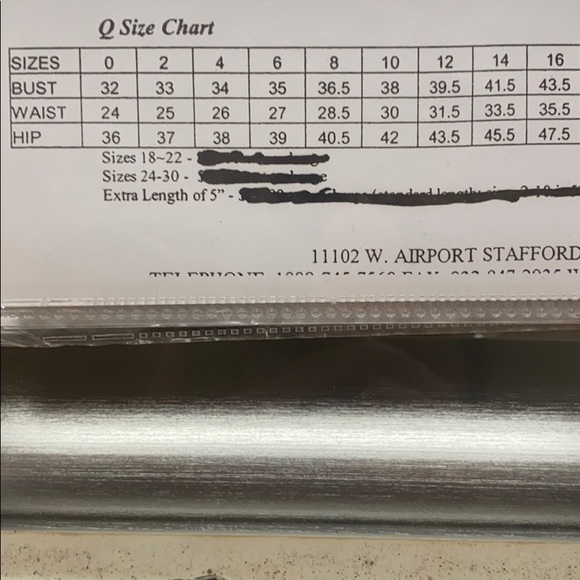 Q Size Chart
SIZES 0 2 4 6 8 10 12 14 16
BUST 32 33 34 35 36.5 38 39.5 41.5 43.5
WAIST 24 25 26 27 28.5 30 31.5 33.5 35.5
HIP 36 37 38 39 40.5 42 43.5 45.5 47.5
Sizes 18~22 -
Sizes 24-30 - $
Extra Length of 5" - $
11102 W. AIRPORT STAFFORD
TELEPHONE